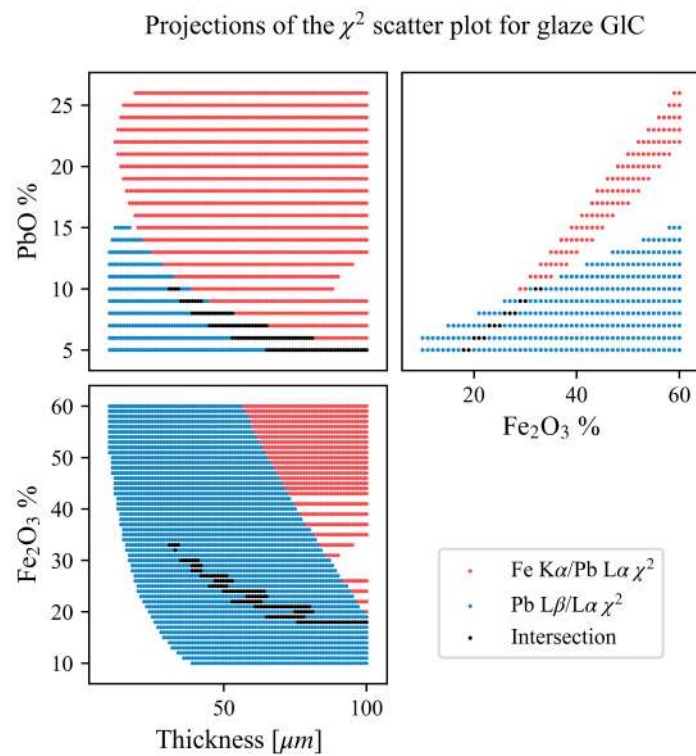 Projections of the χ² scatter plot for glaze GlC
25
20
15
10
5
PbO %
20
40
60
Fe₂O₃ %
60
50
40
30
20
10
Fe₂O₃ %
50
100
Thickness [μm]
Fe Kα/Pb Lα χ²
Pb Lβ/Lα χ²
Intersection